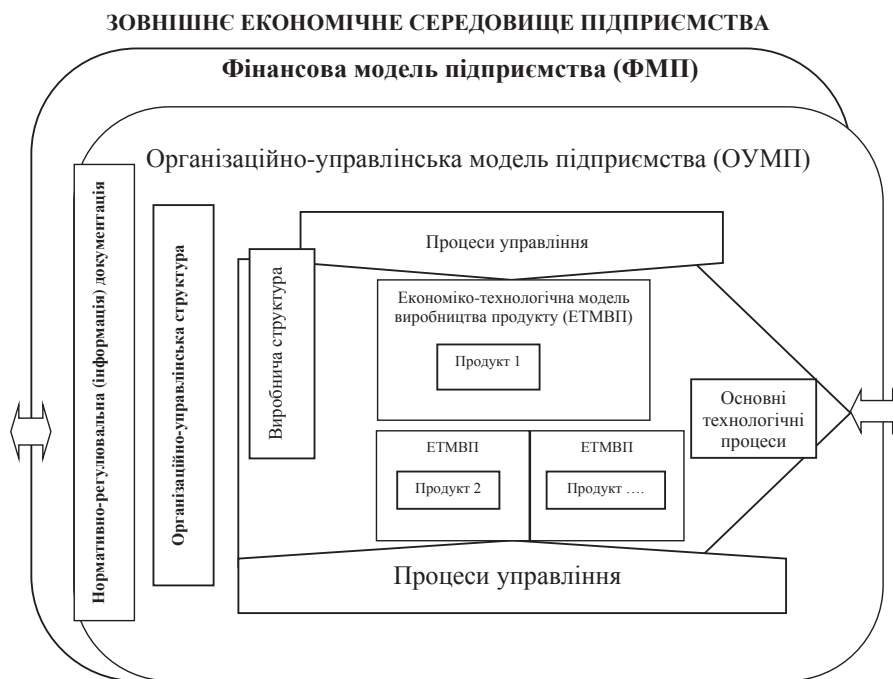 ЗОВНІШНЄ ЕКОНОМІЧНЕ СЕРЕДОВИЩЕ ПІДПРИЄМСТВА
Фінансова модель підприємства (ФМП)
Організаційно-управлінська модель підприємства (ОУМП)
Нормативно-регулювальна (інформація) документація
Організаційно-управлінська структура
Виробнича структура
Процеси управління
Економіко-технологічна модель
виробництва продукту (ЕТМВП)
Продукт 1
Основні
технологічні
процеси
ЕТМВП
Продукт 2
ЕТМВП
Продукт ….
Процеси управління